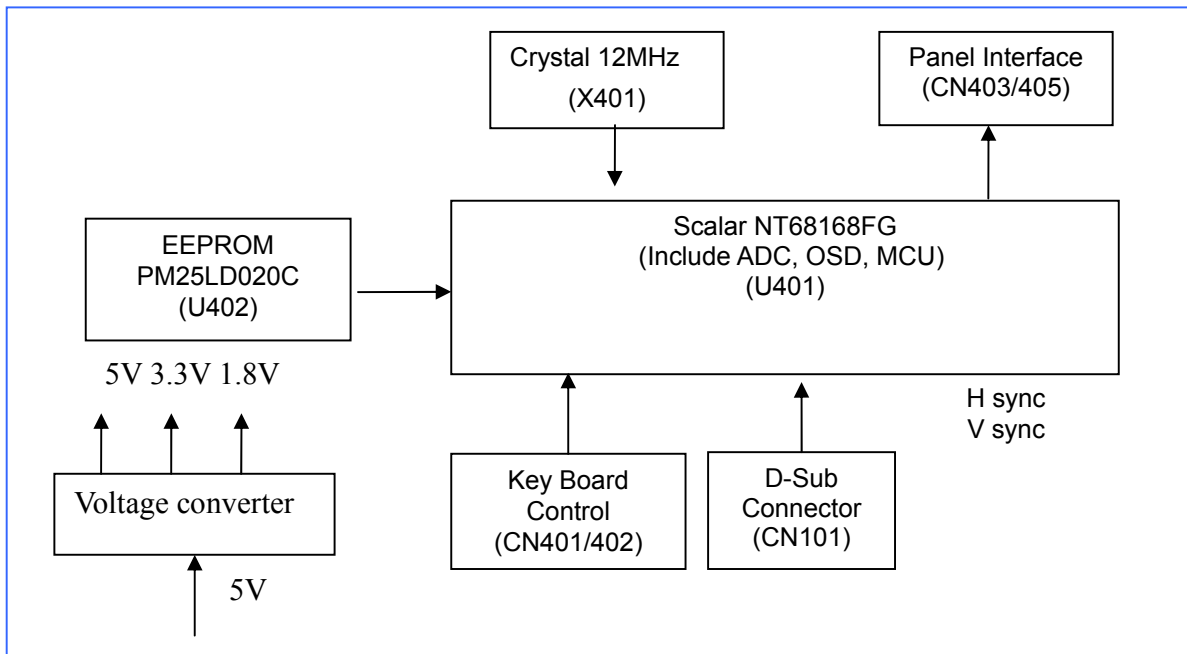 Crystal 12MHz
(X401)
Panel Interface
(CN403/405)
Scalar NT68168FG
(Include ADC, OSD, MCU)
(U401)
EEPROM
PM25LD020C
(U402)
5V 3.3V 1.8V
H sync
V sync
Voltage converter
Key Board
Control
(CN401/402)
D-Sub
Connector
(CN101)
5V